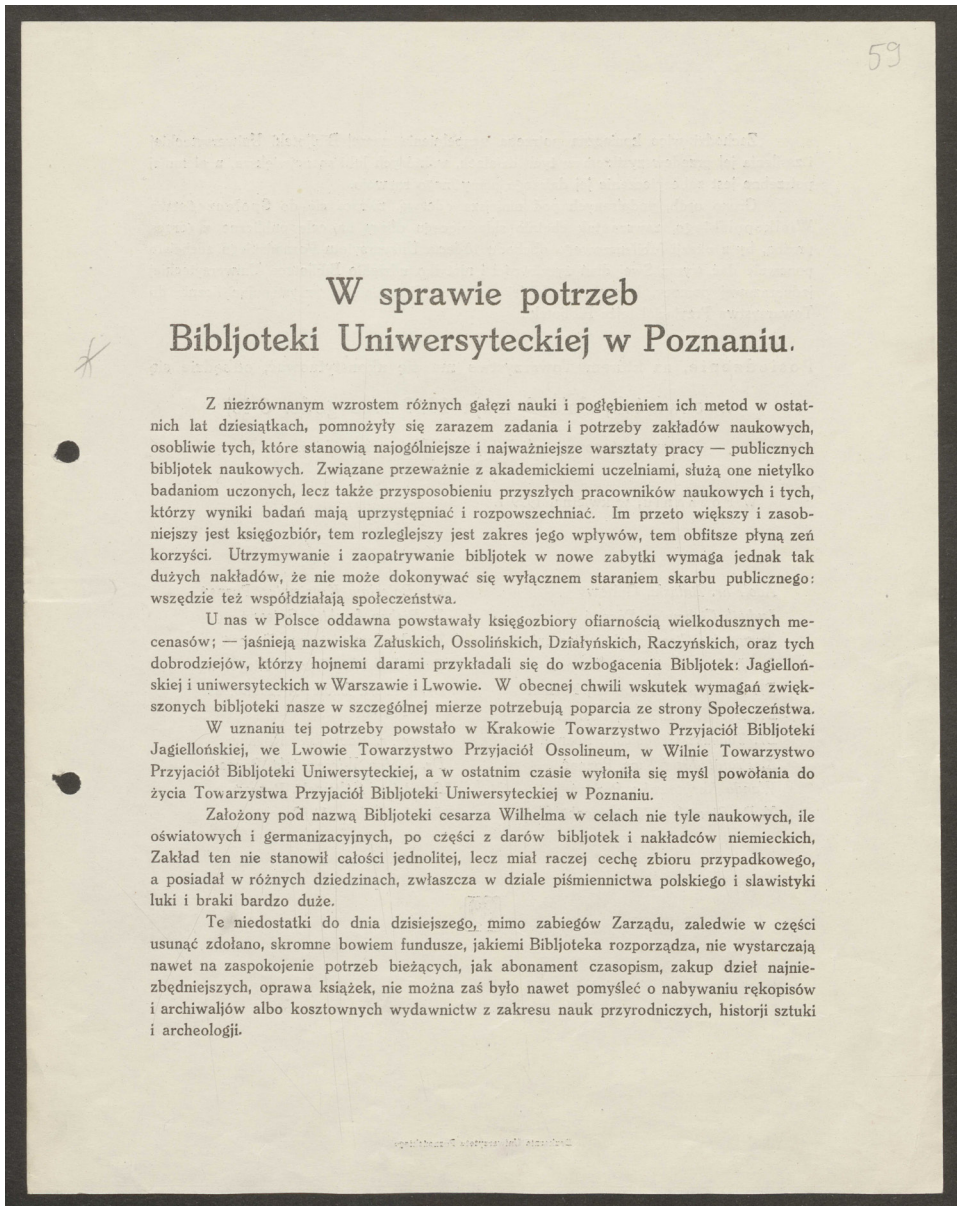 59
W sprawie potrzeb
Bibljoteki Uniwersyteckiej w Poznaniu.
Z niezrównanym wzrostem różnych gałęzi nauki i pogłębieniem ich metod w ostat-
nich lat dziesiątkach, pomnożyły się zarazem zadania i potrzeby zakładów naukowych,
osobliwie tych, które stanowią najogólniejsze i najważniejsze warsztaty pracy — publicznych
bibljotek naukowych. Związane przeważnie z akademickiemi uczelniami, służą one nietylko
badaniom uczonych, lecz także przysposobieniu przyszłych pracowników naukowych i tych,
którzy wyniki badań mają uprzystępniać i rozpowszechniać. Im przeto większy i zasob-
niejszy jest księgozbiór, tem rozleglejszy jest zakres jego wpływów, tem obfitsze płyną zeń
korzyści. Utrzymywanie i zaopatrywanie bibljotek w nowe zabytki wymaga jednak tak
dużych nakładów, że nie może dokonywać się wyłącznem staraniem skarbu publicznego:
wszędzie też współdziałają społeczeństwa.
U nas w Polsce oddawna powstawały księgozbiory ofiarnością wielkodusznych me-
cenasów; — jaśnieją nazwiska Załuskich, Ossolińskich, Działyńskich, Raczyńskich, oraz tych
dobrodziejów, którzy hojnemi darami przykładali się do wzbogacenia Bibljotek: Jagielloń-
skiej i uniwersyteckich w Warszawie i Lwowie. W obecnej chwili wskutek wymagań zwięk-
szonych bibljoteki nasze w szczególnej mierze potrzebują poparcia ze strony Społeczeństwa.
W uznaniu tej potrzeby powstało w Krakowie Towarzystwo Przyjaciół Bibljoteki
Jagiellońskiej, we Lwowie Towarzystwo Przyjaciół Ossolineum, w Wilnie Towarzystwo
Przyjaciół Bibljoteki Uniwersyteckiej, a w ostatnim czasie wyłoniła się myśl powołania do
życia Towarzystwa Przyjaciół Bibljoteki Uniwersyteckiej w Poznaniu.
Założony pod nazwą Bibljoteki cesarza Wilhelma w celach nie tyle naukowych, ile
oświatowych i germanizacyjnych, po części z darów bibljotek i nakładców niemieckich,
Zakład ten nie stanowił całości jednolitej, lecz miał raczej cechę zbioru przypadkowego,
a posiadał w różnych dziedzinach, zwłaszcza w dziale piśmiennictwa polskiego i slawistyki
luki i braki bardzo duże.
Te niedostatki do dnia dzisiejszego, mimo zabiegów Zarządu, zaledwie w części
usunąć zdołano, skromne bowiem fundusze, jakiemi Bibljoteka rozporządza, nie wystarczają
nawet na zaspokojenie potrzeb bieżących, jak abonament czasopism, zakup dzieł najnie-
zbędniejszych, oprawa książek, nie można zaś było nawet pomyśleć o nabywaniu rękopisów
i archiwaljów albo kosztownych wydawnictw z zakresu nauk przyrodniczych, historji sztuki
i archeologji.